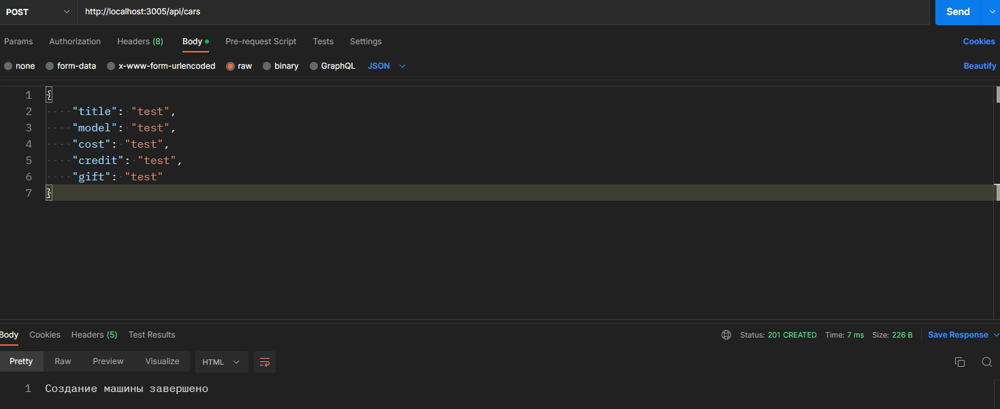 POST http://localhost:3005/api/cars Send
Params Authorization Headers (8) Body Pre-request Script Tests Settings Cookies
none form-data x-www-form-urlencoded raw binary GraphQL JSON Beautify
1 {
2 "title": "test",
3 "model": "test",
4 "cost": "test",
5 "credit": "test",
6 "gift": "test"
7 }
Body Cookies Headers (5) Test Results Status: 201 CREATED Time: 7 ms Size: 226 B Save Response
Pretty Raw Preview Visualize HTML
1 Создание машины завершено